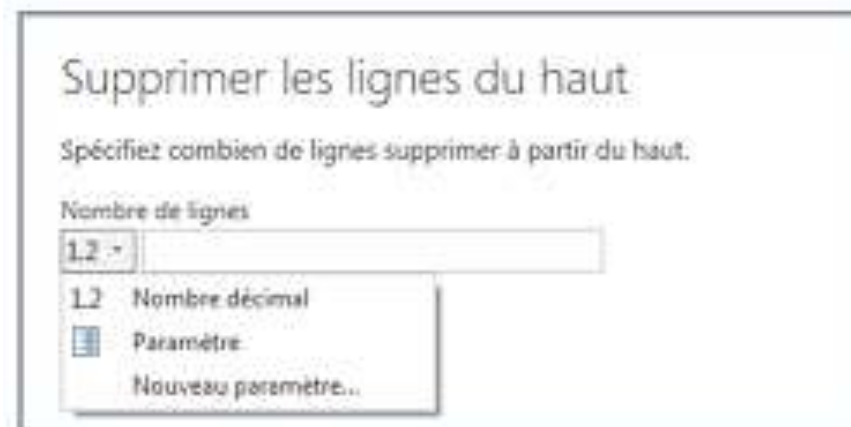 Supprimer les lignes du haut
Spécifiez combien de lignes supprimer à partir du haut.
Nombre de lignes
1.2
1.2 Nombre décimal
Paramètre
Nouveau paramètre...